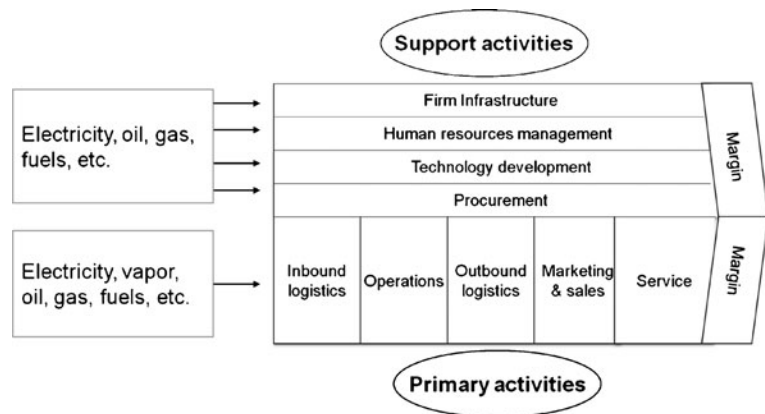 Support activities
Electricity, oil, gas,
fuels, etc.
Firm Infrastructure
Human resources management
Technology development
Procurement
Margin
Electricity, vapor,
oil, gas, fuels, etc.
Inbound
logistics
Operations
Outbound
logistics
Marketing
& sales
Service
Margin
Primary activities